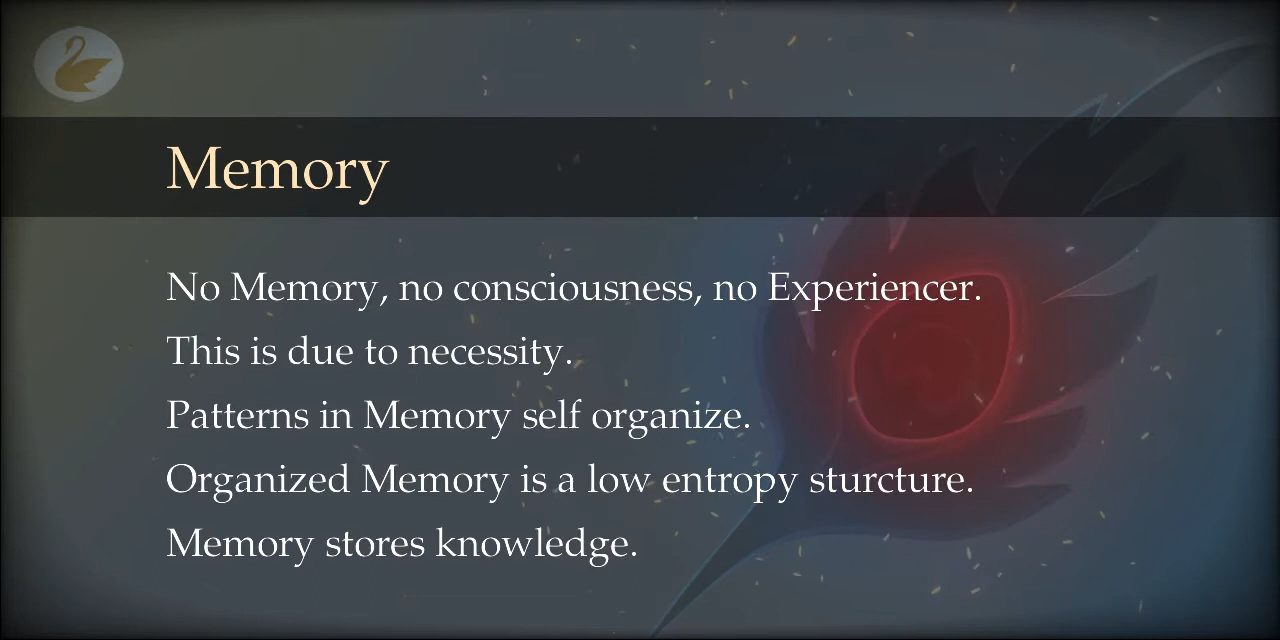 Memory
No Memory, no consciousness, no Experiencer.
This is due to necessity.
Patterns in Memory self organize.
Organized Memory is a low entropy sturcture.
Memory stores knowledge.